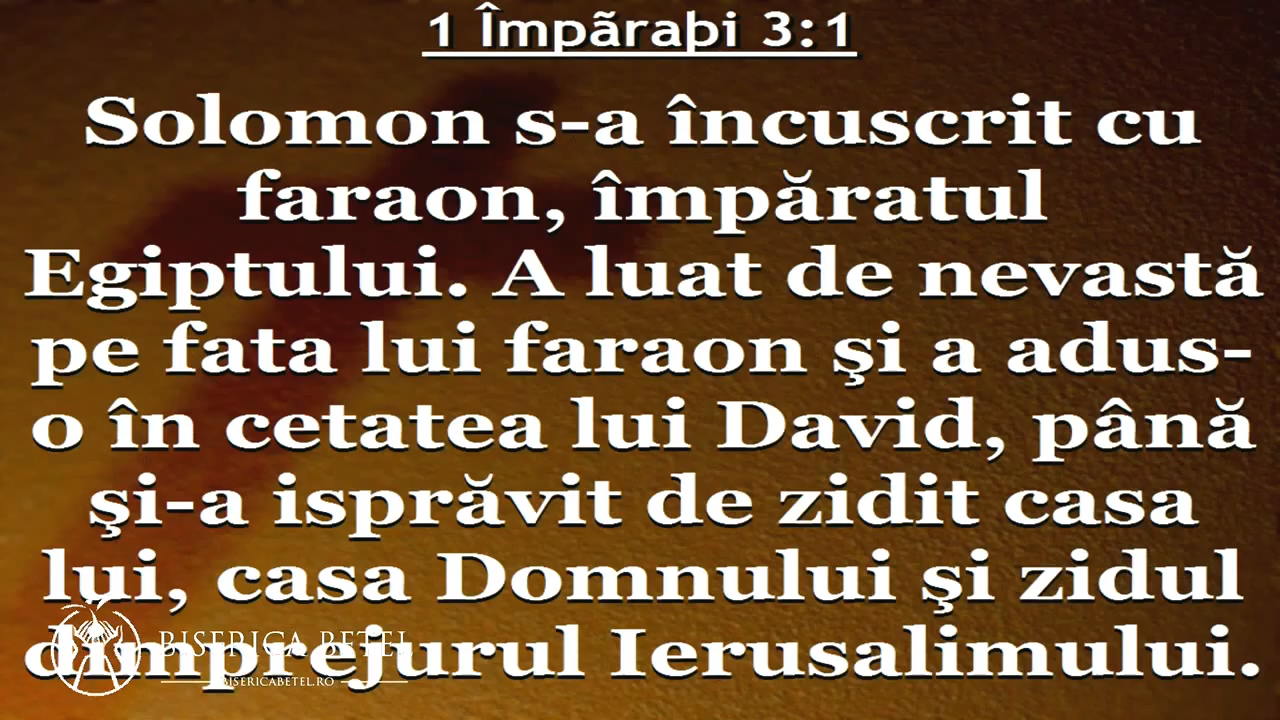 1 Împãraþi 3:1
Solomon s-a încuscrit cu
faraon, împăratul
Egiptului. A luat de nevastă
pe fata lui faraon şi a adus-
o în cetatea lui David, până
şi-a isprăvit de zidit casa
lui, casa Domnului şi zidul
dimprejurul Ierusalimului.
BISERICA BETEL
BISERICABETEL.RO